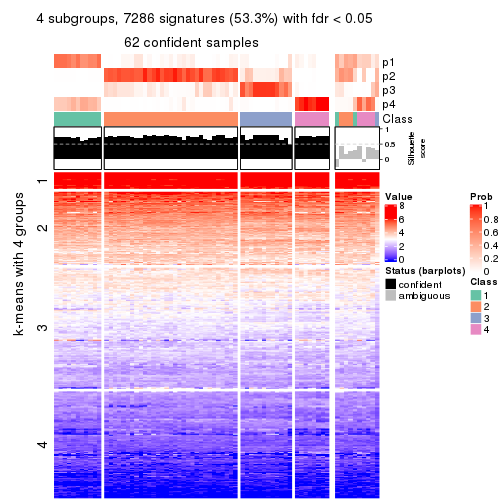 4 subgroups, 7286 signatures (53.3%) with fdr < 0.05
62 confident samples
p1
p2
p3
p4
Class
1
0.5
0
Silhouette
score
k-means with 4 groups
1
2
3
4
Value
8
6
4
2
0
Status (barplots)
confident
ambiguous
Prob
1
0.8
0.6
0.4
0.2
0
Class
1
2
3
4